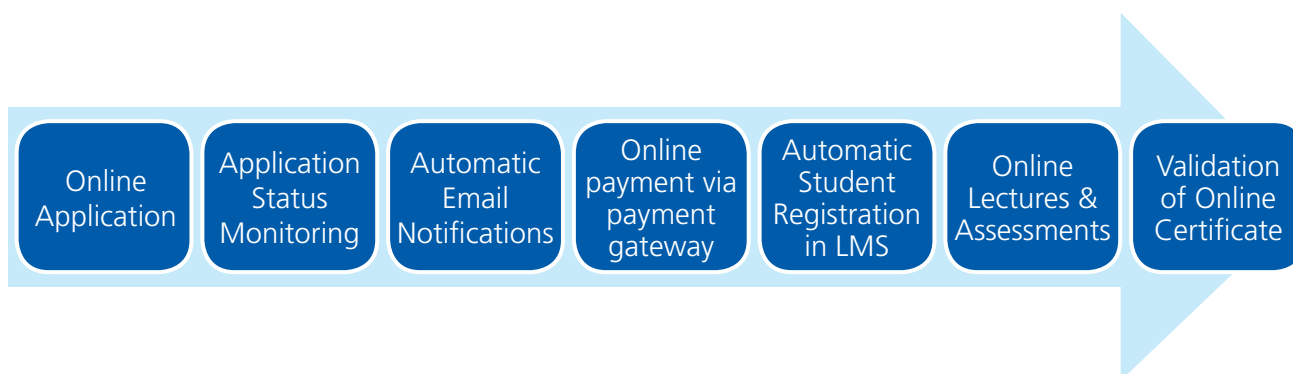 Online
Application
Application
Status
Monitoring
Automatic
Email
Notifications
Online
payment via
payment
gateway
Automatic
Student
Registration
in LMS
Online
Lectures &
Assessments
Validation
of Online
Certificate